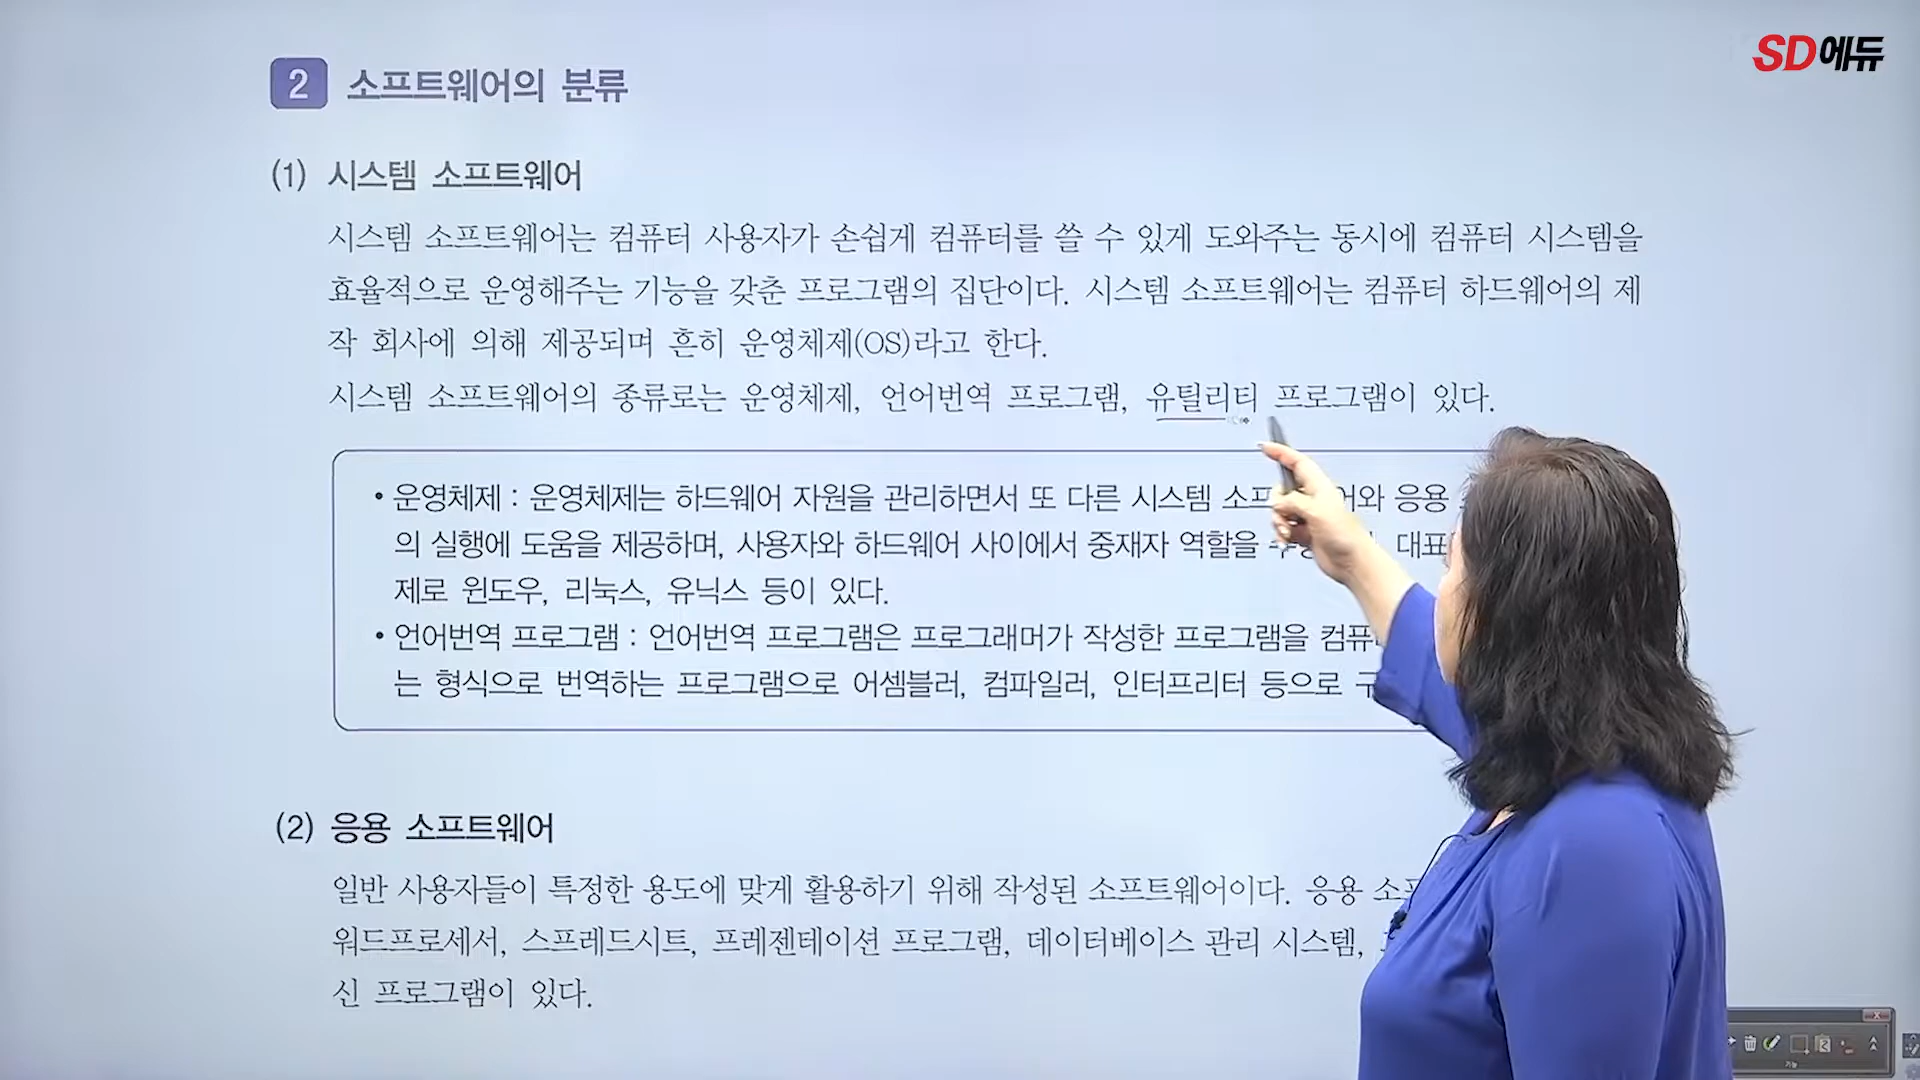 SD에듀
2 소프트웨어의 분류
(1) 시스템 소프트웨어
시스템 소프트웨어는 컴퓨터 사용자가 손쉽게 컴퓨터를 쓸 수 있게 도와주는 동시에 컴퓨터 시스템을
효율적으로 운영해주는 기능을 갖춘 프로그램의 집단이다. 시스템 소프트웨어는 컴퓨터 하드웨어의 제
작 회사에 의해 제공되며 흔히 운영체제(OS)라고 한다.
시스템 소프트웨어의 종류로는 운영체제, 언어번역 프로그램, 유틸리티 프로그램이 있다.
• 운영체제 : 운영체제는 하드웨어 자원을 관리하면서 또 다른 시스템 소프 어와 응용
의 실행에 도움을 제공하며, 사용자와 하드웨어 사이에서 중재자 역할을 대표
제로 윈도우, 리눅스, 유닉스 등이 있다.
• 언어번역 프로그램 : 언어번역 프로그램은 프로그래머가 작성한 프로그램을 컴퓨
는 형식으로 번역하는 프로그램으로 어셈블러, 컴파일러, 인터프리터 등으로 구
(2) 응용 소프트웨어
일반 사용자들이 특정한 용도에 맞게 활용하기 위해 작성된 소프트웨어이다. 응용 소
워드프로세서, 스프레드시트, 프레젠테이션 프로그램, 데이터베이스 관리 시스템,
신 프로그램이 있다.
기능